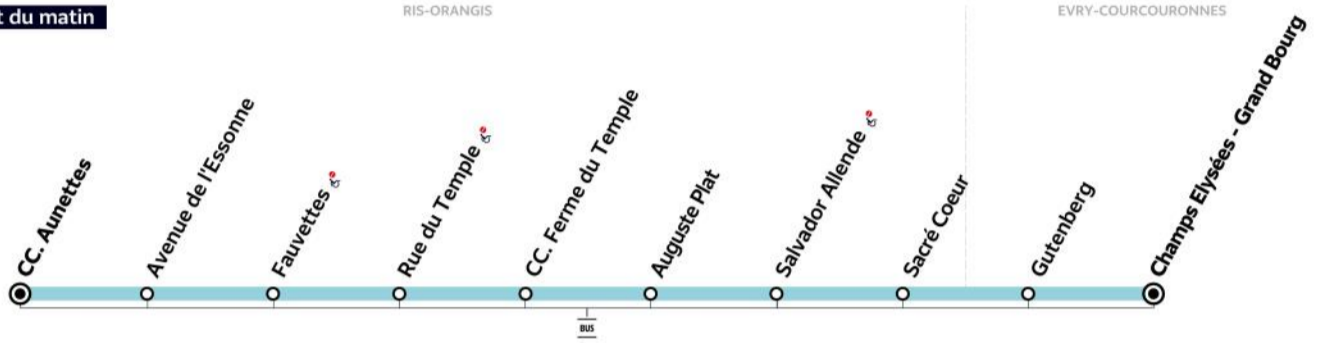 t du matin
RIS-ORANGIS
EVRY-COURCOURONNES
CC. Aunettes
Avenue de l'Essonne
Fauvettes
Rue du Temple
CC. Ferme du Temple
Auguste Plat
Salvador Allende
Sacré Coeur
Gutenberg
Champs Elysées - Grand Bourg
BUS